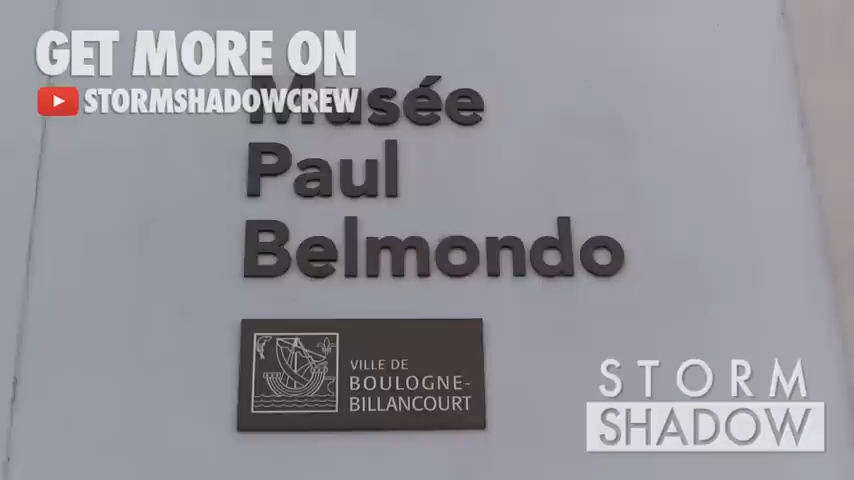 GET MORE ON
STORMSHADOWCREW
Musée
Paul
Belmondo
VILLE DE
BOULOGNE-
BILLANCOURT
STORM
SHADOW